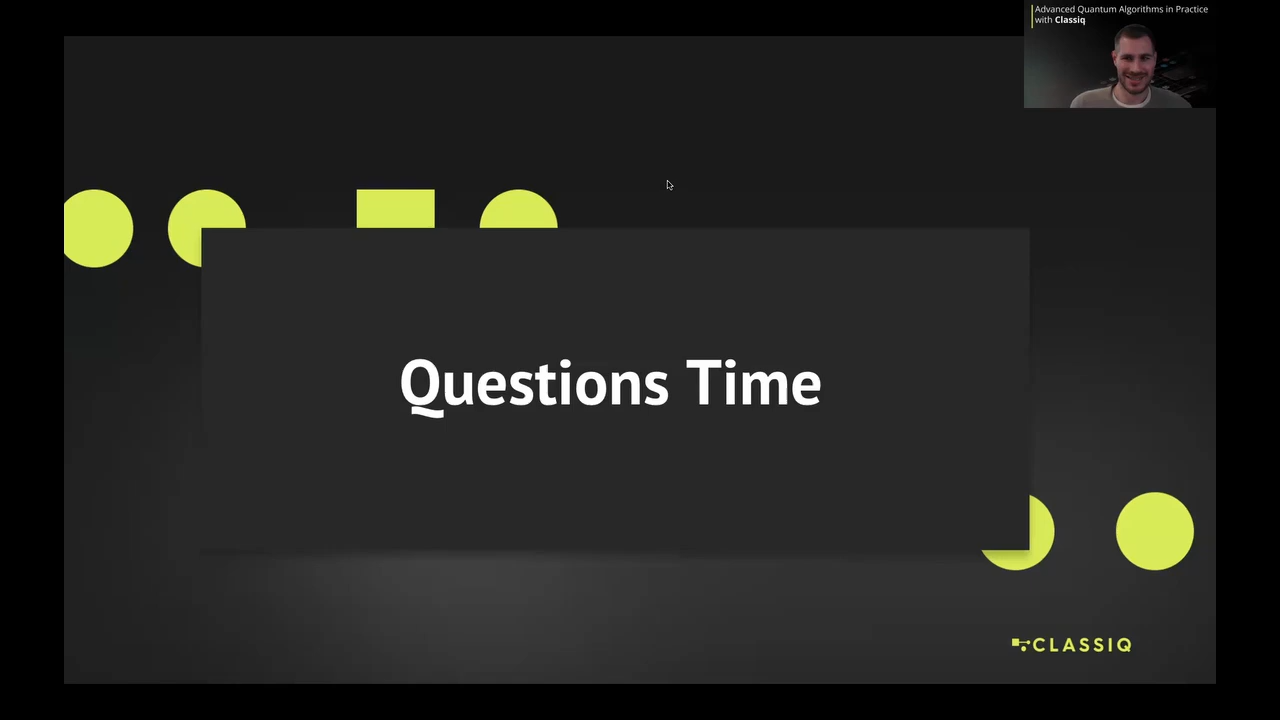 Advanced Quantum Algorithms in Practice
with Classiq
Questions Time
CLASSIQ